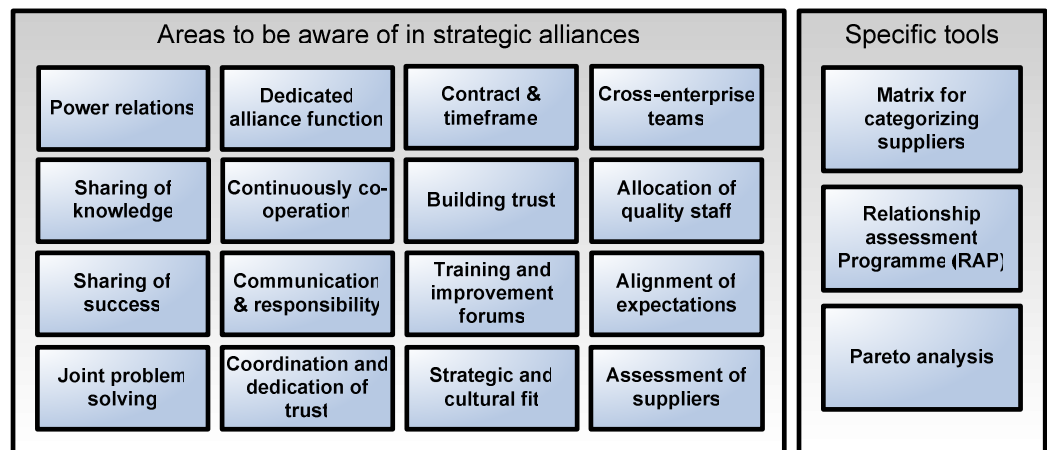 Areas to be aware of in strategic alliances
Power relations
Dedicated
alliance function
Contract &
timeframe
Cross-enterprise
teams
Sharing of
knowledge
Continuously co-
operation
Building trust
Allocation of
quality staff
Sharing of
success
Communication
& responsibility
Training and
improvement
forums
Alignment of
expectations
Joint problem
solving
Coordination and
dedication of
trust
Strategic and
cultural fit
Assessment of
suppliers
Specific tools
Matrix for
categorizing
suppliers
Relationship
assessment
Programme (RAP)
Pareto analysis